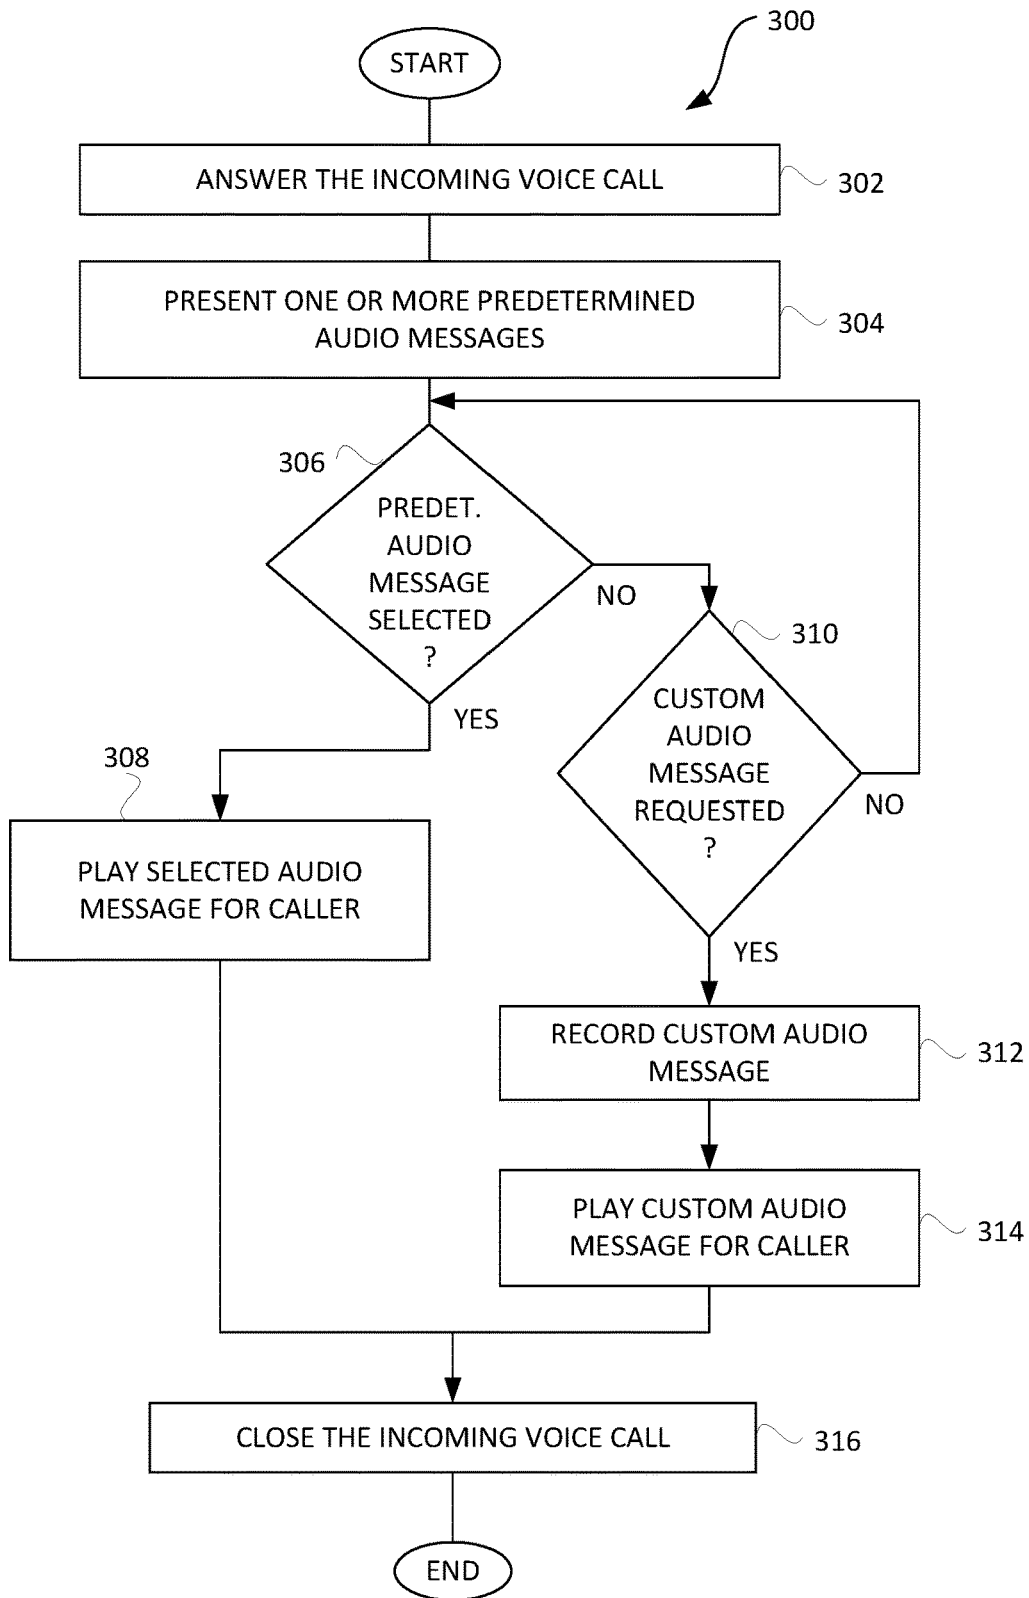 300
START
ANSWER THE INCOMING VOICE CALL
302
PRESENT ONE OR MORE PREDETERMINED
AUDIO MESSAGES
304
306
PREDET.
AUDIO
MESSAGE
SELECTED
?
NO
YES
310
CUSTOM
AUDIO
MESSAGE
REQUESTED
?
NO
YES
308
PLAY SELECTED AUDIO
MESSAGE FOR CALLER
RECORD CUSTOM AUDIO
MESSAGE
312
PLAY CUSTOM AUDIO
MESSAGE FOR CALLER
314
CLOSE THE INCOMING VOICE CALL
316
END